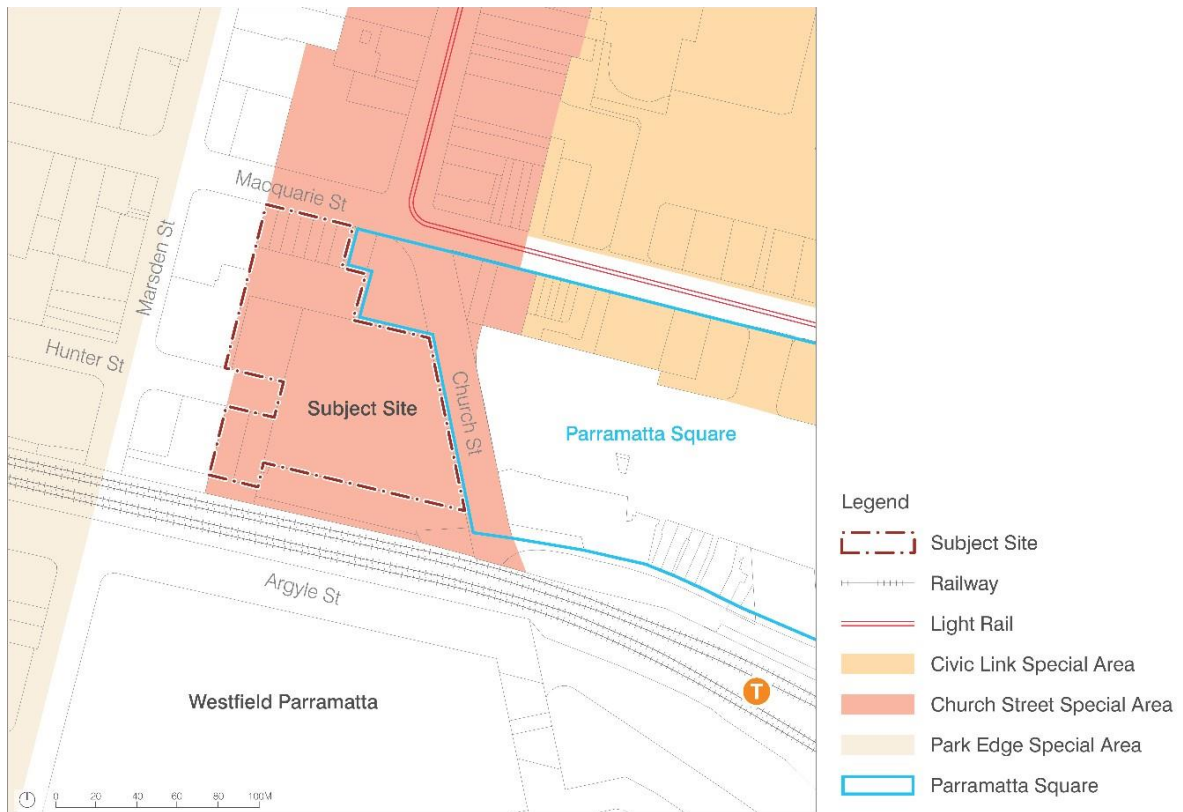 Macquarie St
Marsden St
Hunter St
Subject Site
Church St
Parramatta Square
Argyle St
Westfield Parramatta
T
0 20 40 60 80 100M
Legend
Subject Site
Railway
Light Rail
Civic Link Special Area
Church Street Special Area
Park Edge Special Area
Parramatta Square